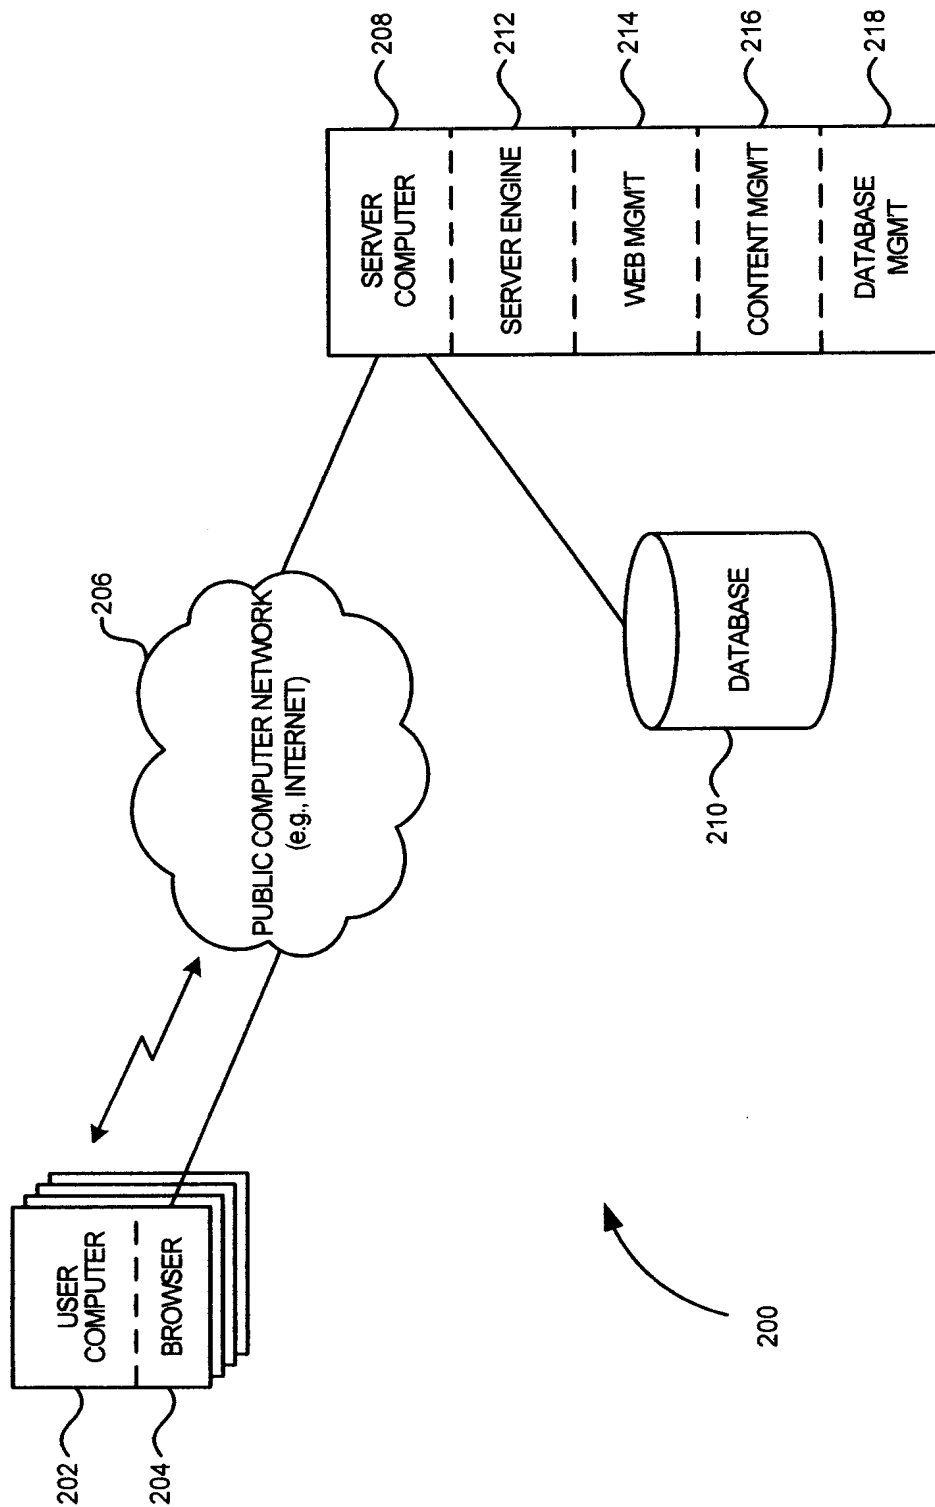 202
USER
COMPUTER
204
BROWSER
206
PUBLIC COMPUTER NETWORK
(e.g., INTERNET)
SERVER
COMPUTER
208
SERVER ENGINE
212
WEB MGM'T
214
CONTENT MGM'T
216
DATABASE
MGM'T
218
210
DATABASE
200